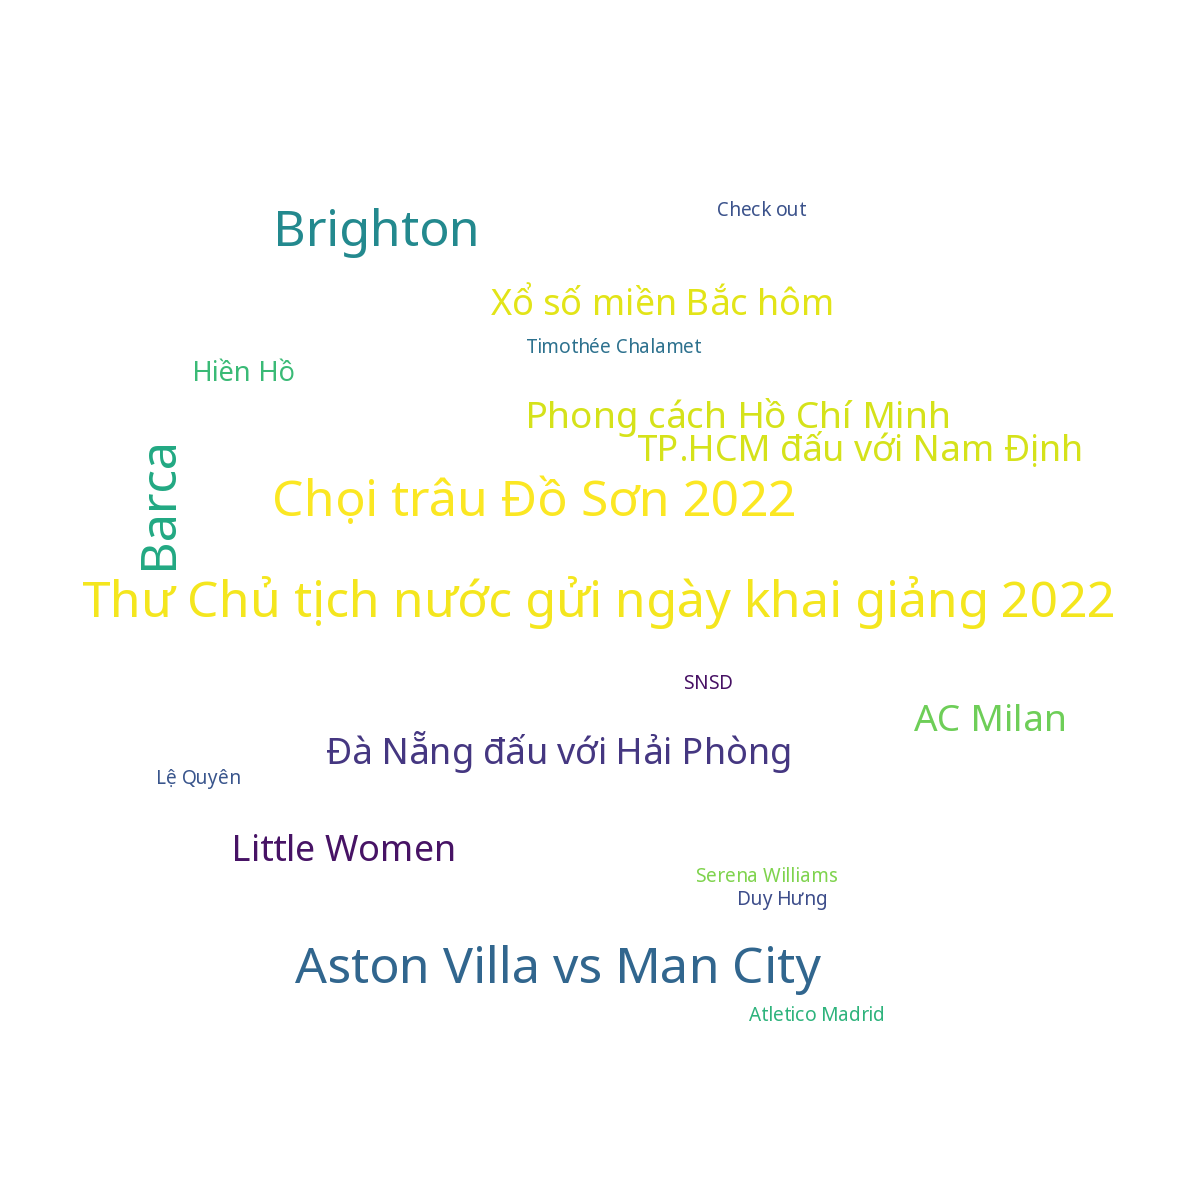 Check out
Brighton
Xổ số miền Bắc hôm
Timothée Chalamet
Hiền Hồ
Phong cách Hồ Chí Minh
TP.HCM đấu với Nam Định
Barca
Chọi trâu Đồ Sơn 2022
Thư Chủ tịch nước gửi ngày khai giảng 2022
SNSD
AC Milan
Đà Nẵng đấu với Hải Phòng
Lệ Quyên
Little Women
Serena Williams
Duy Hưng
Aston Villa vs Man City
Atletico Madrid